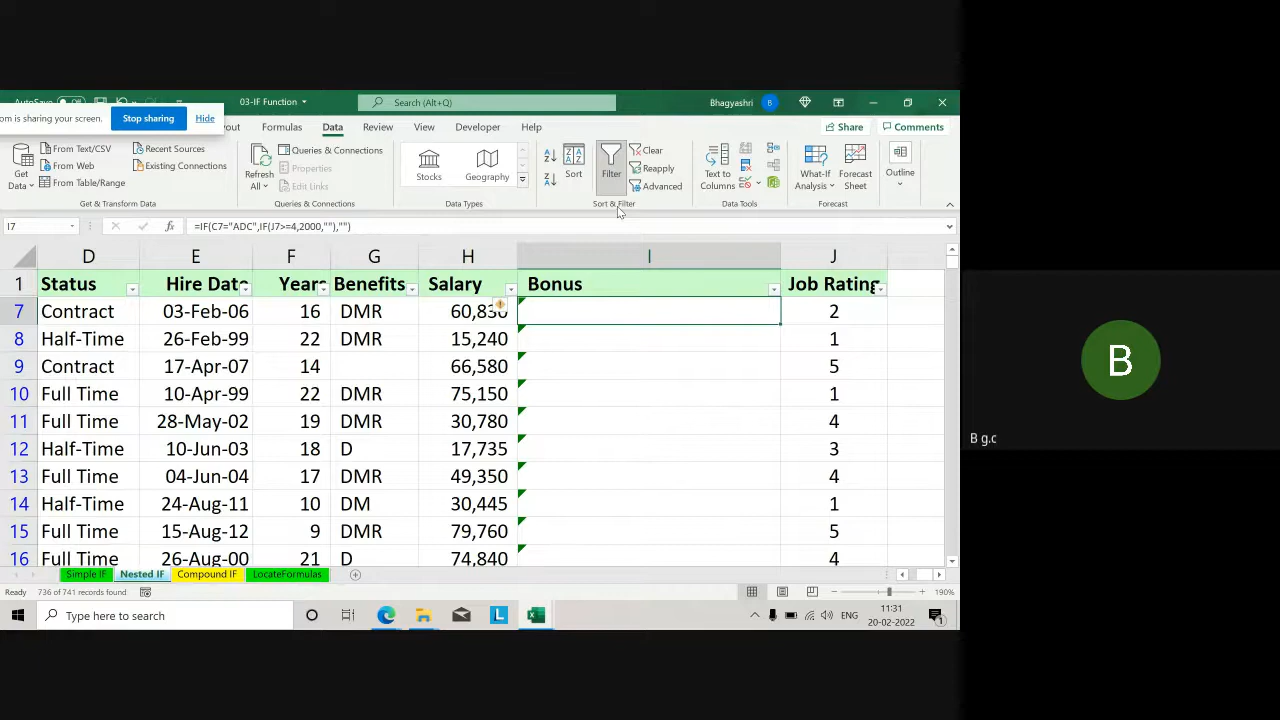 03-IF Function
Search (Alt+Q)
Bhagyashri
B
om is sharing your screen.
Stop sharing
Hide
out
Formulas
Data
Review
View
Developer
Help
Share
Comments
Get
Data
From Text/CSV
From Web
From Table/Range
Recent Sources
Existing Connections
Get & Transform Data
Refresh
All
Queries & Connections
Properties
Edit Links
Queries & Connections
Stocks
Geography
Data Types
Sort
Filter
Clear
Reapply
Advanced
Sort & Filter
Text to
Columns
Data Tools
What-If
Analysis
Forecast
Sheet
Forecast
Outline
I7
fx
=IF(C7="ADC",IF(J7>=4,2000,""),"")
D E F G H I J
1 Status Hire Date Years Benefits Salary Bonus Job Rating
7 Contract 03-Feb-06 16 DMR 60,830 2
8 Half-Time 26-Feb-99 22 DMR 15,240 1
9 Contract 17-Apr-07 14 66,580 5
10 Full Time 10-Apr-99 22 DMR 75,150 1
11 Full Time 28-May-02 19 DMR 30,780 4
12 Half-Time 10-Jun-03 18 D 17,735 3
13 Full Time 04-Jun-04 17 DMR 49,350 4
14 Half-Time 24-Aug-11 10 DM 30,445 1
15 Full Time 15-Aug-12 9 DMR 79,760 5
16 Full Time 26-Aug-00 21 D 74,840 4
Simple IF
Nested IF
Compound IF
LocateFormulas
Ready
736 of 741 records found
190%
Type here to search
L
ENG
11:31
20-02-2022
1
B
B g.c